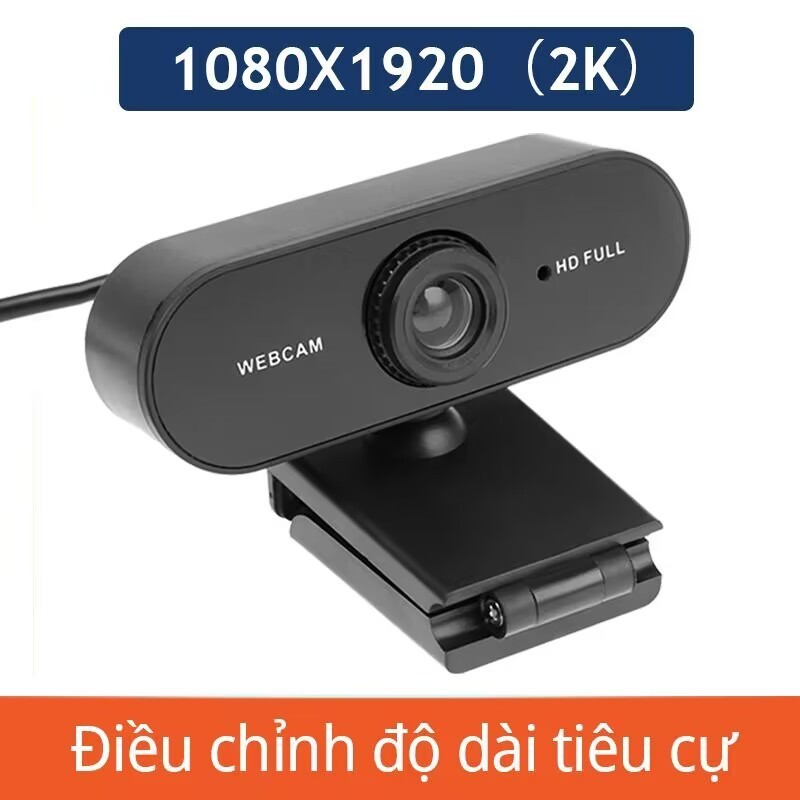 1080X1920（2K）
HD FULL
WEBCAM
Điều chỉnh độ dài tiêu cự